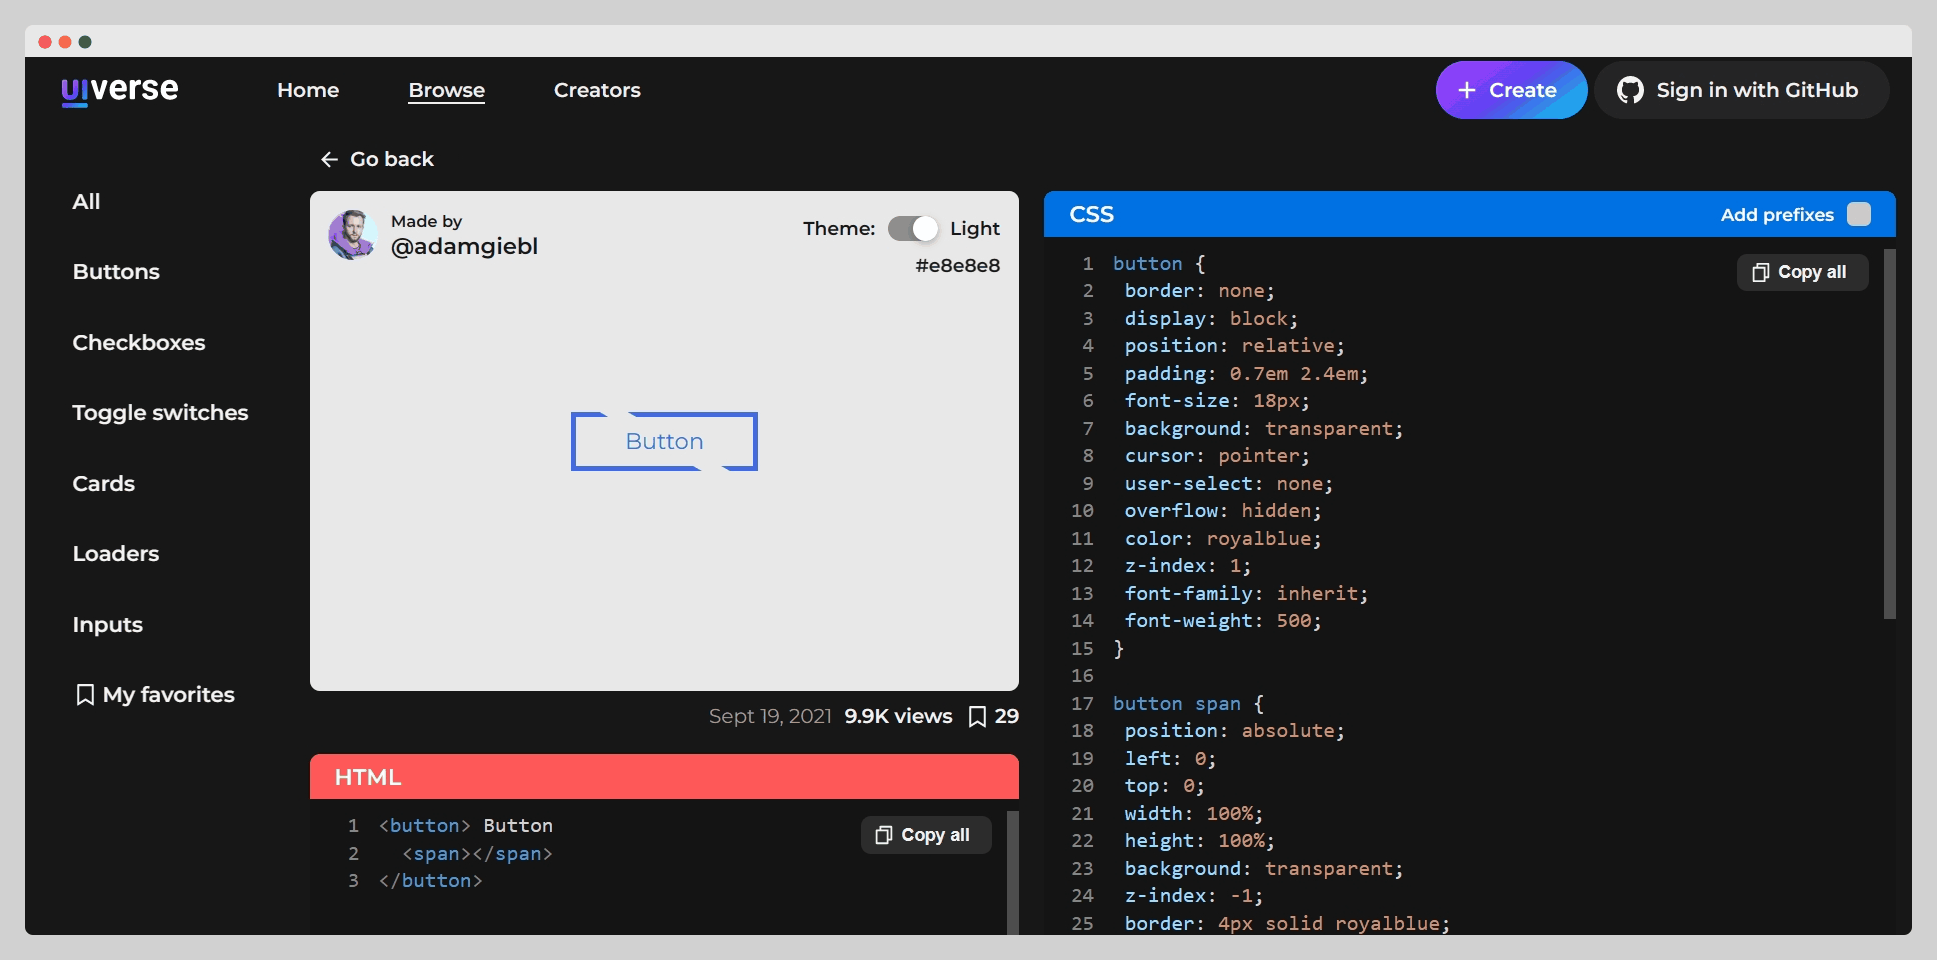 uiverse
Home
Browse
Creators
+ Create
Sign in with GitHub
Go back
All
Buttons
Checkboxes
Toggle switches
Cards
Loaders
Inputs
My favorites
Made by
@adamgiebl
Theme:
Light
#e8e8e8
Button
Sept 19, 2021 9.9K views 29
HTML
Copy all
1 <button> Button
2 <span></span>
3 </button>
CSS
Add prefixes
Copy all
1 button {
2 border: none;
3 display: block;
4 position: relative;
5 padding: 0.7em 2.4em;
6 font-size: 18px;
7 background: transparent;
8 cursor: pointer;
9 user-select: none;
10 overflow: hidden;
11 color: royalblue;
12 z-index: 1;
13 font-family: inherit;
14 font-weight: 500;
15 }
16
17 button span {
18 position: absolute;
19 left: 0;
20 top: 0;
21 width: 100%;
22 height: 100%;
23 background: transparent;
24 z-index: -1;
25 border: 4px solid royalblue;